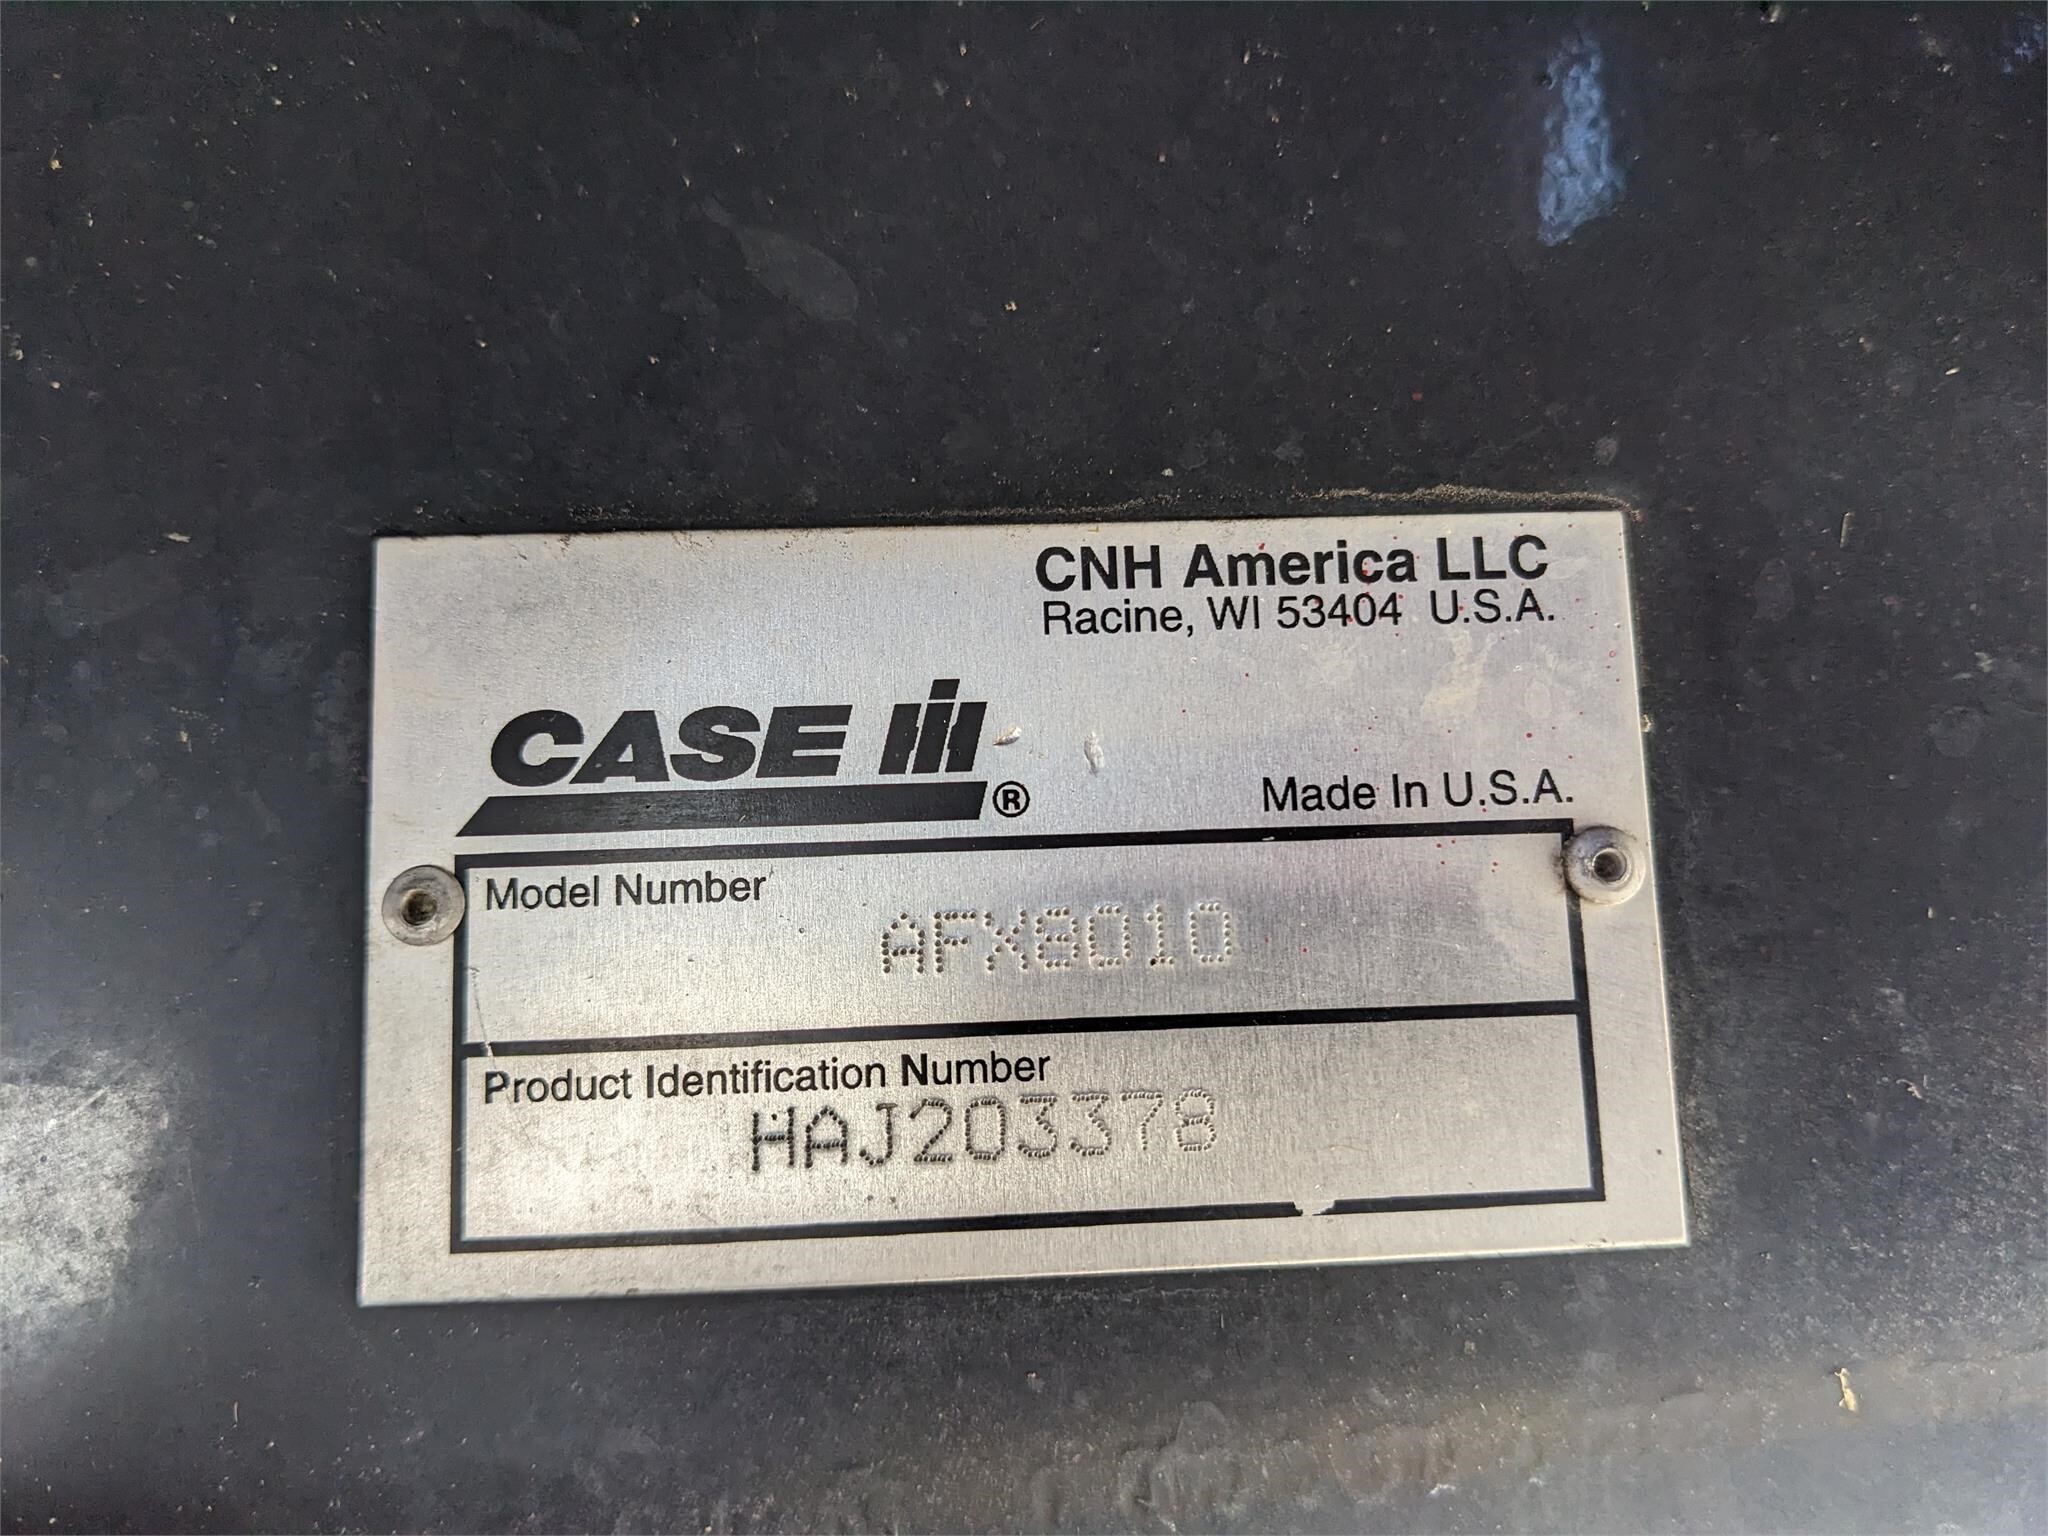 CNH America LLC
Racine, WI 53404 U.S.A.
CASE IH®
Made In U.S.A.
Model Number
AFX8010
Product Identification Number
HAJ203378